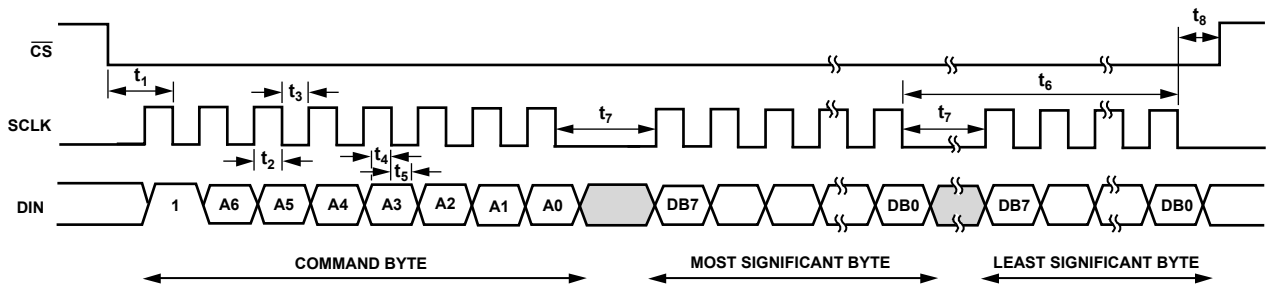 t8
CS
t1
t3
t6
SCLK
t7
t7
t2
t4
t5
DIN
1
A6
A5
A4
A3
A2
A1
A0
DB7
DB0
DB7
DB0
COMMAND BYTE
MOST SIGNIFICANT BYTE
LEAST SIGNIFICANT BYTE